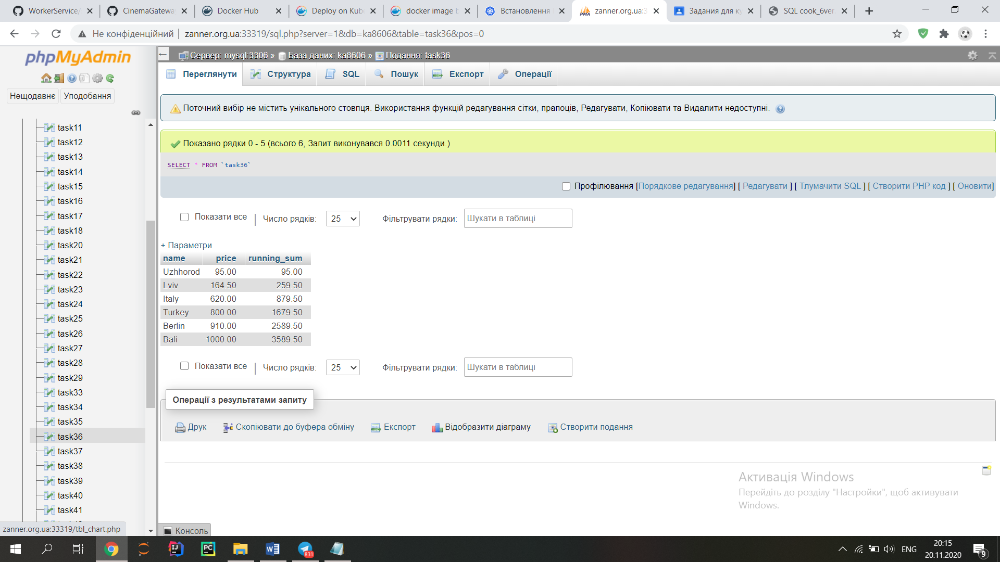 WorkerService/
CinemaGateway
Docker Hub
Deploy on Kub
docker image b
Встановлення
zanner.org.ua:3
Задания для ку
SQL cook_6ver
Не конфіденційний | zanner.org.ua:33319/sql.php?server=1&db=ka8606&table=task36&pos=0
phpMyAdmin
Нещодавнє
Уподобання
task11
task12
task13
task14
task15
task16
task17
task18
task20
task21
task22
task23
task24
task25
task26
task27
task28
task29
task33
task34
task35
task36
task37
task38
task39
task40
task41
zanner.org.ua:33319/tbl_chart.php
Сервер: mysql:3306 » База даних: ka8606 » Подання: task36
Переглянути
Структура
SQL
Пошук
Експорт
Операції
Поточний вибір не містить унікального стовпця. Використання функцій редагування сітки, прапоців, Редагувати, Копіювати та Видалити недоступні.
Показано рядки 0 - 5 (всього 6, Запит виконувався 0.0011 секунди.)
SELECT * FROM `task36`
Профілювання [Порядкове редагування] [ Редагувати ] [ Тлумачити SQL ] [ Створити PHP код ] [ Оновити]
Показати все | Число рядків: 25 Фільтрувати рядки: Шукати в таблиці
+ Параметри
name price running_sum
Uzhhorod 95.00 95.00
Lviv 164.50 259.50
Italy 620.00 879.50
Turkey 800.00 1679.50
Berlin 910.00 2589.50
Bali 1000.00 3589.50
Показати все | Число рядків: 25 Фільтрувати рядки: Шукати в таблиці
Операції з результатами запиту
Друк
Скопіювати до буфера обміну
Експорт
Відобразити діаграму
Створити подання
Активація Windows
Перейдіть до розділу "Настройки", щоб активувати
Windows.
Консоль
831
ENG
20:15
20.11.2020
9